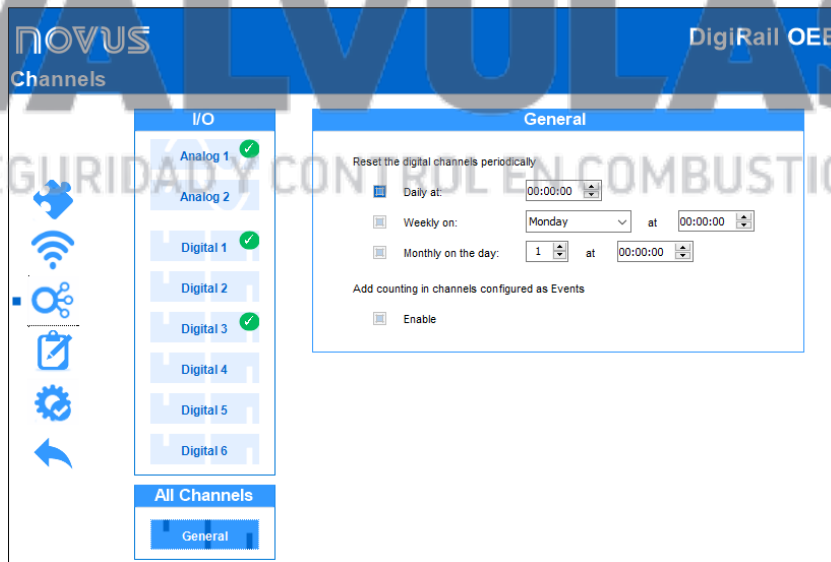 novus
DigiRail OEE
Channels
VALVULAS
SEGURIDAD Y CONTROL EN COMBUSTIO
I/O
Analog 1
Analog 2
Digital 1
Digital 2
Digital 3
Digital 4
Digital 5
Digital 6
All Channels
General
General
Reset the digital channels periodically
Daily at: 00:00:00
Weekly on: Monday at 00:00:00
Monthly on the day: 1 at 00:00:00
Add counting in channels configured as Events
Enable